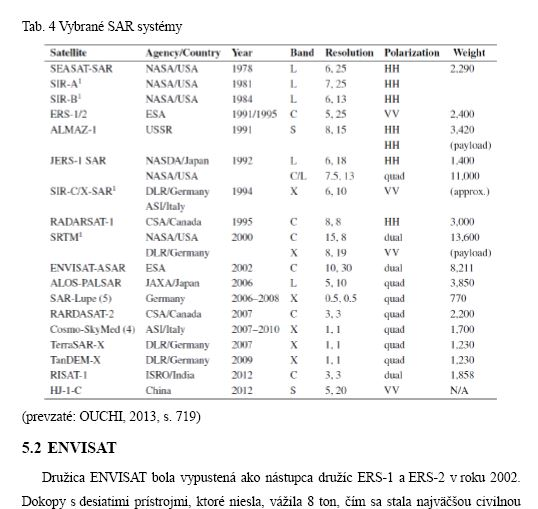 Tab. 4 Vybrané SAR systémy
Satellite Agency/Country Year Band Resolution Polarization Weight
SEASAT-SAR NASA/USA 1978 L 6, 25 HH 2,290
SIR-A¹ NASA/USA 1981 L 7, 25 HH
SIR-B¹ NASA/USA 1984 L 6, 13 HH
ERS-1/2 ESA 1991/1995 C 5, 25 VV 2,400
ALMAZ-1 USSR 1991 S 8, 15 HH 3,420
HH (payload)
JERS-1 SAR NASDA/Japan 1992 L 6, 18 HH 1,400
NASA/USA C/L 7.5, 13 quad 11,000
SIR-C/X-SAR¹ DLR/Germany 1994 X 6, 10 VV (approx.)
ASI/Italy
RADARSAT-1 CSA/Canada 1995 C 8, 8 HH 3,000
SRTM¹ NASA/USA 2000 C 15, 8 dual 13,600
DLR/Germany X 8, 19 VV (payload)
ENVISAT-ASAR ESA 2002 C 10, 30 dual 8,211
ALOS-PALSAR JAXA/Japan 2006 L 5, 10 quad 3,850
SAR-Lupe (5) Germany 2006–2008 X 0.5, 0.5 quad 770
RARDASAT-2 CSA/Canada 2007 C 3, 3 quad 2,200
Cosmo-SkyMed (4) ASI/Italy 2007–2010 X 1, 1 quad 1,700
TerraSAR-X DLR/Germany 2007 X 1, 1 quad 1,230
TanDEM-X DLR/Germany 2009 X 1, 1 quad 1,230
RISAT-1 ISRO/India 2012 C 3, 3 dual 1,858
HJ-1-C China 2012 S 5, 20 VV N/A
(prevzaté: OUCHI, 2013, s. 719)
5.2 ENVISAT
Družica ENVISAT bola vypustená ako nástupca družíc ERS-1 a ERS-2 v roku 2002.
Dokopy s desiatimi prístrojmi, ktoré niesla, vážila 8 ton, čím sa stala najväčšou civilnou